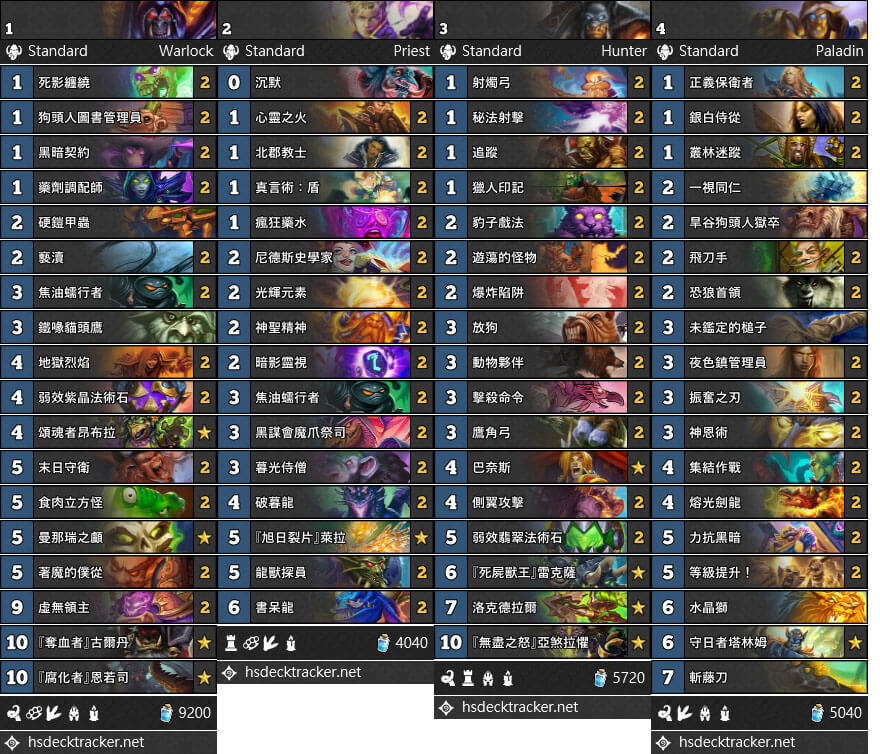 1
Standard Warlock
1 死影纏繞 2
1 狗頭人圖書管理員 2
1 黑暗契約 2
1 藥劑調配師 2
2 硬鎧甲蟲 2
2 褻瀆 2
3 焦油蠕行者 2
3 鐵喙貓頭鷹
4 地獄烈焰 2
4 弱效紫晶法術石 2
4 頌魂者昂布拉 ★
5 末日守衛 2
5 食肉立方怪 2
5 曼那瑞之顱 ★
5 著魔的僕從 2
9 虛無領主 2
10 『奪血者』古爾丹 ★
10 『腐化者』恩若司 ★
9200
hsdecktracker.net
2
Standard Priest
0 沉默
1 心靈之火 2
1 北郡教士 2
1 真言術：盾 2
1 瘋狂藥水 2
2 尼德斯史學家 2
2 光輝元素 2
2 神聖精神 2
2 暗影靈視 2
3 焦油蠕行者 2
3 黑謀會魔爪祭司 2
3 暮光侍僧 2
4 破暮龍 2
5 『旭日裂片』萊拉 ★
5 龍獸探員 2
6 書呆龍 2
4040
hsdecktracker.net
3
Standard Hunter
1 射燭弓 2
1 秘法射擊 2
1 追蹤 2
1 獵人印記 2
2 豹子戲法 2
2 遊蕩的怪物 2
2 爆炸陷阱 2
3 放狗 2
3 動物夥伴 2
3 擊殺命令 2
3 鷹角弓 2
4 巴奈斯 ★
4 側翼攻擊 2
5 弱效翡翠法術石 2
6 『死屍獸王』雷克薩 ★
7 洛克德拉爾 ★
10 『無盡之怒』亞煞拉懼 ★
5720
hsdecktracker.net
4
Standard Paladin
1 正義保衛者 2
1 銀白侍從 2
1 叢林迷蹤 2
2 一視同仁
2 旱谷狗頭人獄卒 2
2 飛刀手 2
2 恐狼首領 2
3 未鑑定的槌子
3 夜色鎮管理員 2
3 振奮之刃 2
3 神恩術 2
4 集結作戰 2
4 熔光劍龍 2
5 力抗黑暗 2
5 等級提升！ 2
6 水晶獅 2
6 守日者塔林姆 ★
7 斬藤刀
5040
hsdecktracker.net